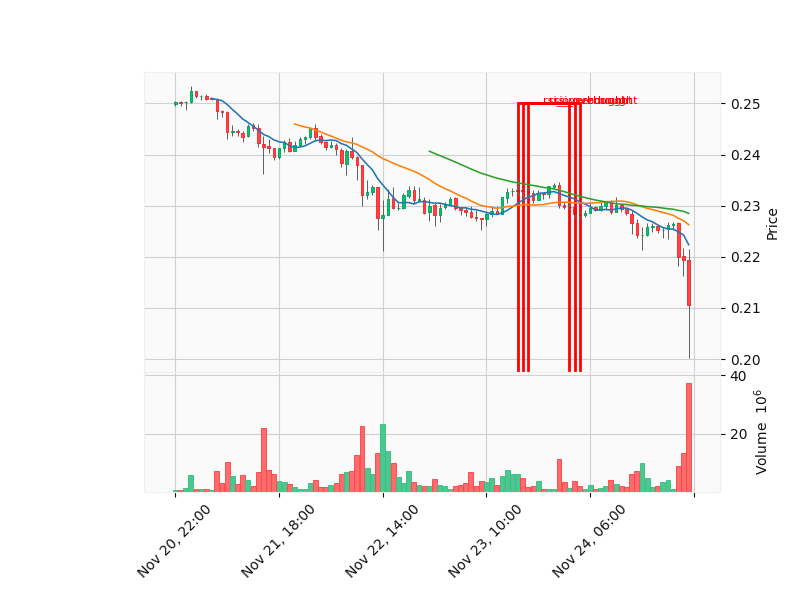 0.25
0.24
0.23
0.22
0.21
0.20
Price
40
20
Volume 10⁶
Nov 20, 22:00
Nov 21, 18:00
Nov 22, 14:00
Nov 23, 10:00
Nov 24, 06:00